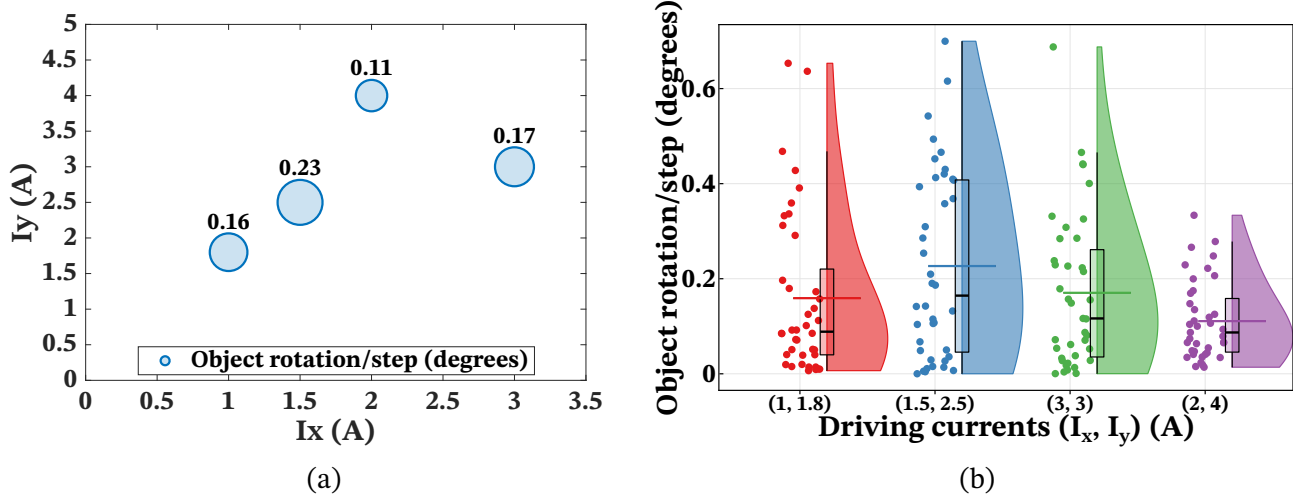 5
4.5
4
3.5
3
2.5
2
1.5
1
0.5
0
Iy (A)
0.11
0.17
0.23
0.16
Object rotation/step (degrees)
0 0.5 1 1.5 2 2.5 3 3.5
Ix (A)
(a)
Object rotation/step (degrees)
0.6
0.4
0.2
0
(1, 1.8) (1.5, 2.5) (3, 3) (2, 4)
Driving currents (I_x, I_y) (A)
(b)